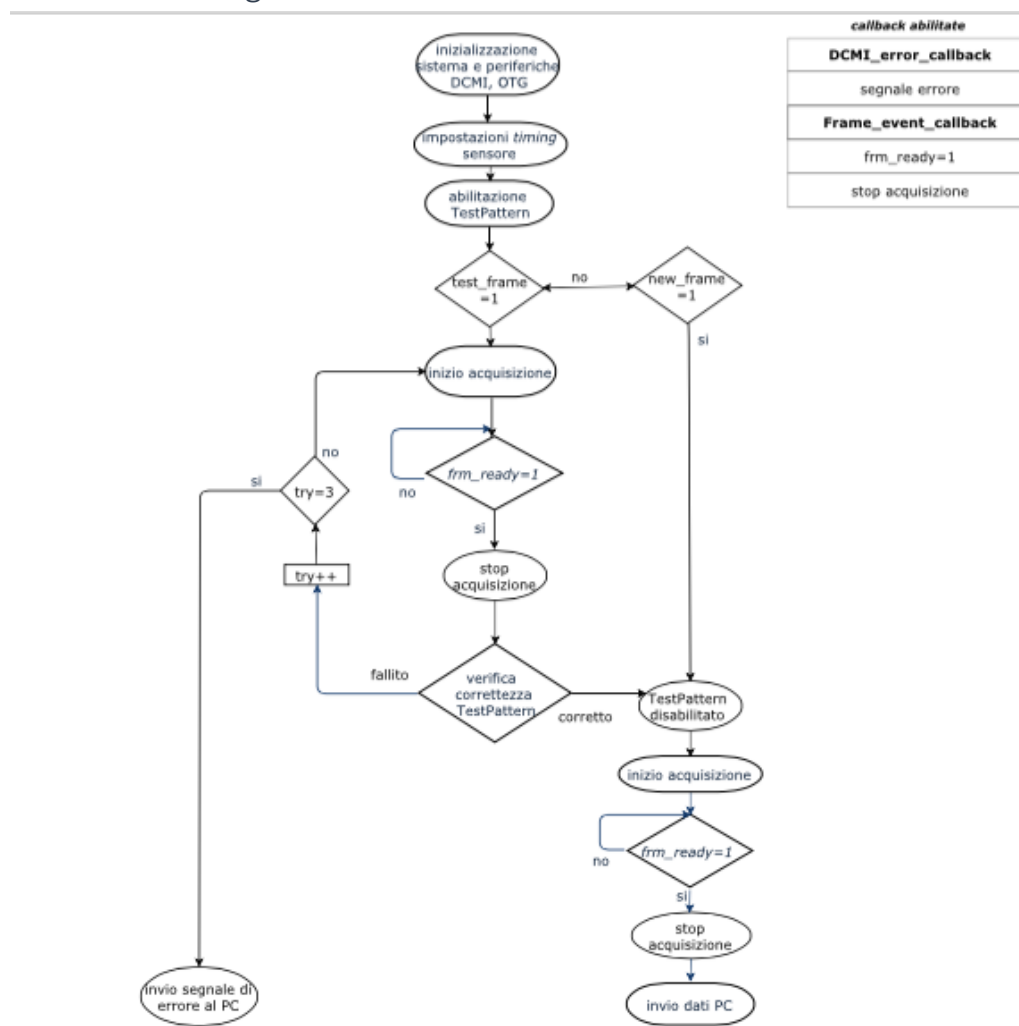 callback abilitate
DCMI_error_callback
segnale errore
Frame_event_callback
frm_ready=1
stop acquisizione
inizializzazione
sistema e periferiche
DCMI, OTG
impostazioni timing
sensore
abilitazione
TestPattern
test_frame
=1
no
new_frame
=1
si
inizio acquisizione
no
si
try=3
frm_ready=1
no
si
try++
stop
acquisizione
fallito
verifica
correttezza
TestPattern
corretto
TestPattern
disabilitato
inizio acquisizione
frm_ready=1
no
si
stop
acquisizione
invio segnale di
errore al PC
invio dati PC